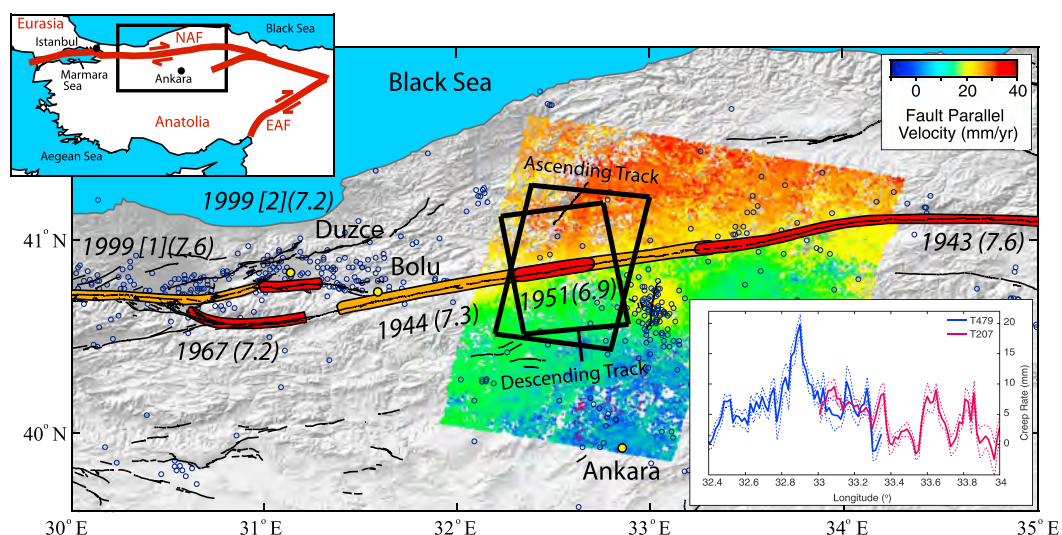 Eurasia
Black Sea
Istanbul
NAF
Marmara
Sea
Ankara
Anatolia
EAF
Aegean Sea
Black Sea
0 20 40
Fault Parallel
Velocity (mm/yr)
Ascending Track
1999 [2](7.2)
Duzce
41° N
1999 [1](7.6)
Bolu
1943 (7.6)
1951(6.9)
1944 (7.3)
1967 (7.2)
Descending Track
40° N
Ankara
T479
T207
20
15
10
5
0
Creep Rate (mm)
32.4 32.6 32.8 33 33.2 33.4 33.6 33.8 34
Longitude (°)
30° E 31° E 32° E 33° E 34° E 35° E